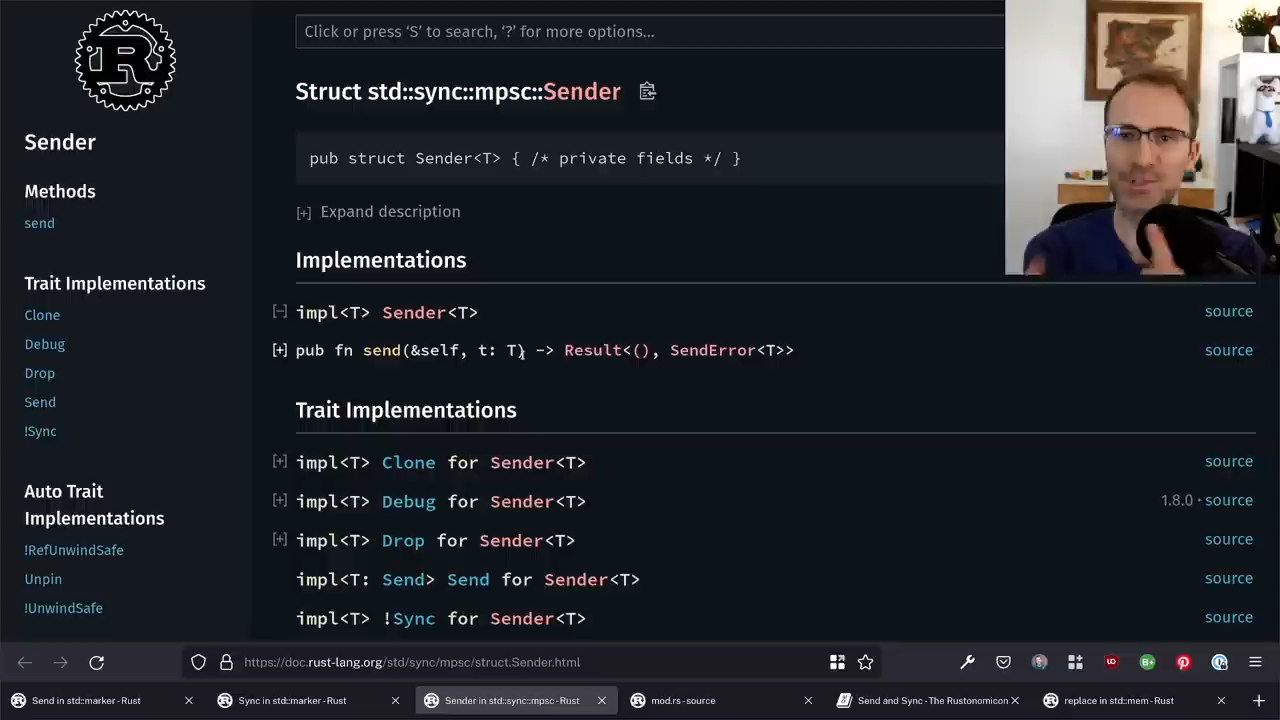 Click or press ‘S’ to search, ‘?’ for more options…
Struct std::sync::mpsc::Sender
pub struct Sender<T> { /* private fields */ }
[+] Expand description
Implementations
[−] impl<T> Sender<T> source
[+] pub fn send(&self, t: T) -> Result<(), SendError<T>> source
Trait Implementations
[+] impl<T> Clone for Sender<T> source
[+] impl<T> Debug for Sender<T> 1.8.0 · source
[+] impl<T> Drop for Sender<T> source
impl<T: Send> Send for Sender<T> source
impl<T> !Sync for Sender<T> source
R
Sender
Methods
send
Trait Implementations
Clone
Debug
Drop
Send
!Sync
Auto Trait
Implementations
!RefUnwindSafe
Unpin
!UnwindSafe
https://doc.rust-lang.org/std/sync/mpsc/struct.Sender.html
Send in std::marker - Rust
Sync in std::marker - Rust
Sender in std::sync::mpsc - Rust
mod.rs - source
Send and Sync - The Rustonomicon
replace in std::mem - Rust